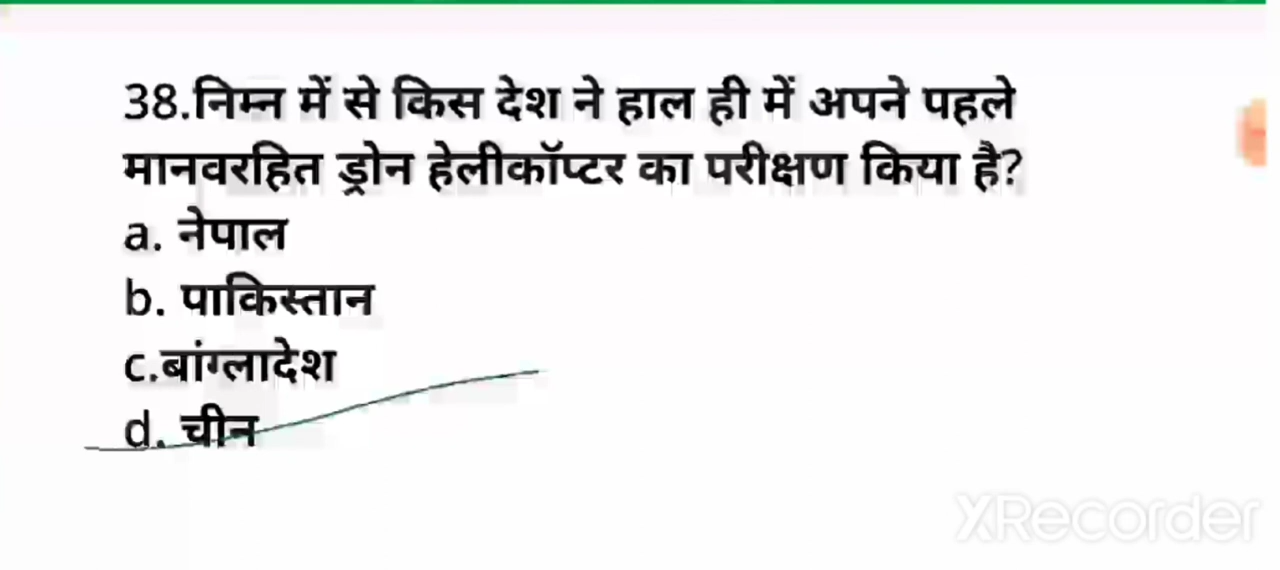 38.निम्न में से किस देश ने हाल ही में अपने पहले
मानवरहित ड्रोन हेलीकॉप्टर का परीक्षण किया है?
a. नेपाल
b. पाकिस्तान
c.बांग्लादेश
d. चीन
XRecorder